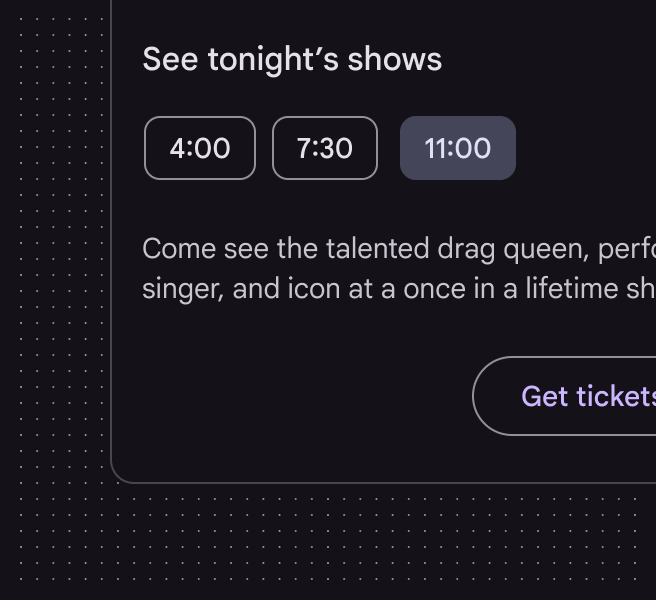 See tonight’s shows
4:00 7:30 11:00
Come see the talented drag queen, perfo
singer, and icon at a once in a lifetime sh
Get tickets